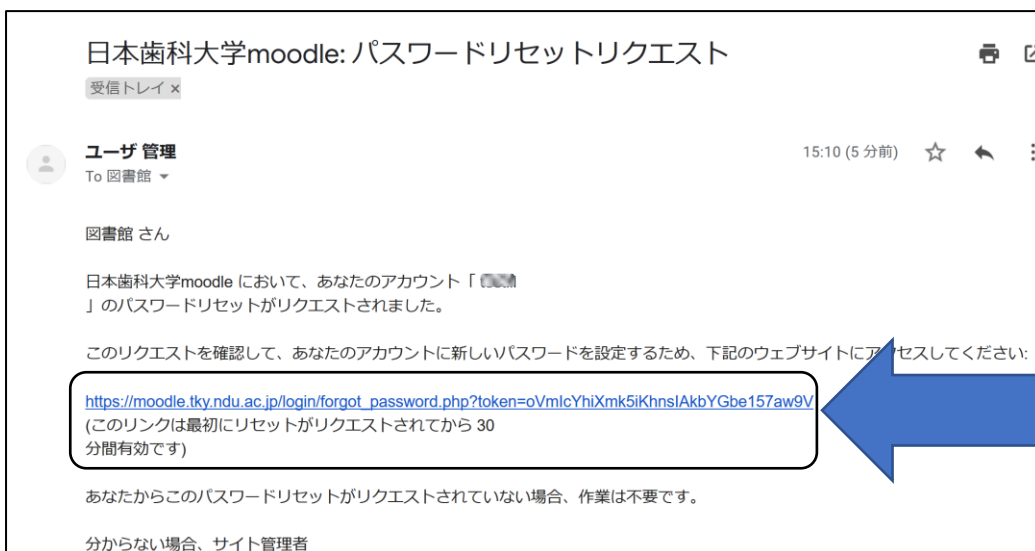 日本歯科大学moodle: パスワードリセットリクエスト
受信トレイ ×
ユーザ 管理
15:10 (5 分前)
To 図書館
図書館 さん
日本歯科大学moodle において、あなたのアカウント「
」のパスワードリセットがリクエストされました。
このリクエストを確認して、あなたのアカウントに新しいパスワードを設定するため、下記のウェブサイトにアクセスしてください:
https://moodle.tky.ndu.ac.jp/login/forgot_password.php?token=oVmIcYhiXmk5iKhnsIAkbYGbe157aw9V
(このリンクは最初にリセットがリクエストされてから 30
分間有効です)
あなたからこのパスワードリセットがリクエストされていない場合、作業は不要です。
分からない場合、サイト管理者